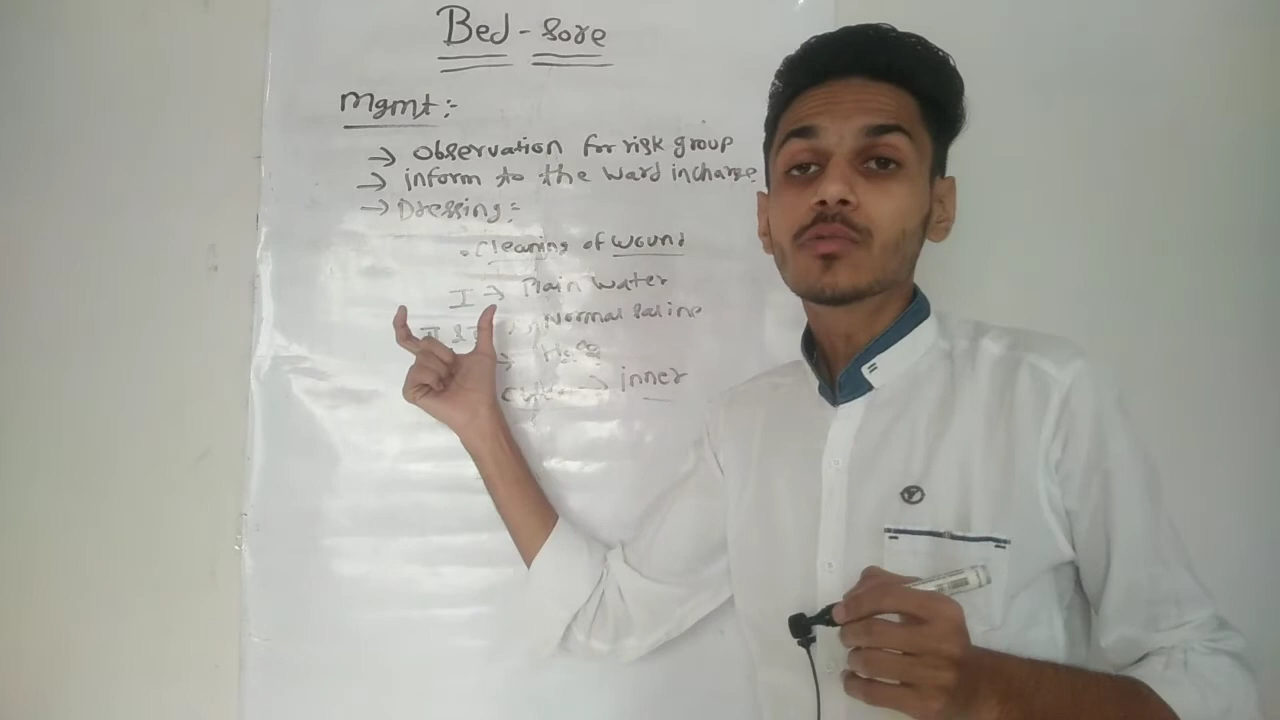 Bed - Sore
Mgmt :-
→ Observation for risk group
→ inform to the ward incharge
→ Dressing :-
. Cleaning of wound
I → Plain water
II & Normal saline
→ inner